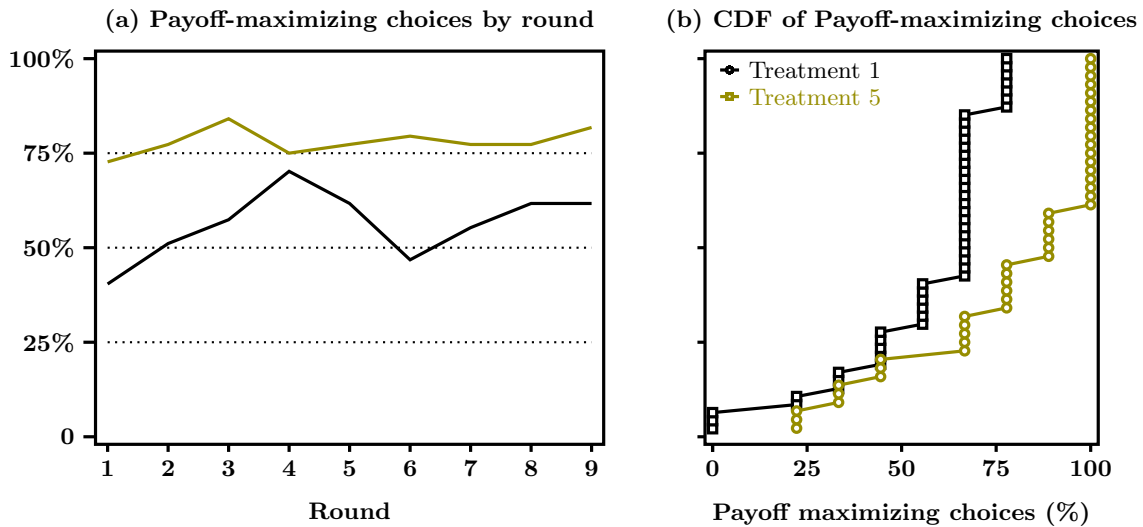 (a) Payoff-maximizing choices by round
100%
75%
50%
25%
0
1 2 3 4 5 6 7 8 9
Round
(b) CDF of Payoff-maximizing choices
Treatment 1
Treatment 5
0 25 50 75 100
Payoff maximizing choices (%)